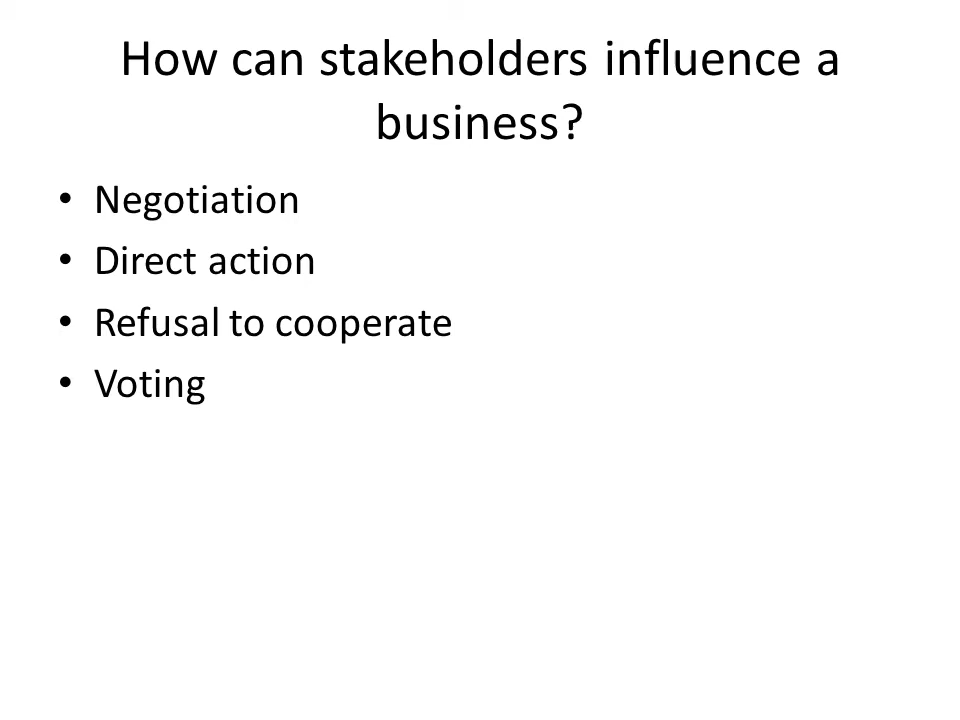 How can stakeholders influence a
business?
• Negotiation
• Direct action
• Refusal to cooperate
• Voting